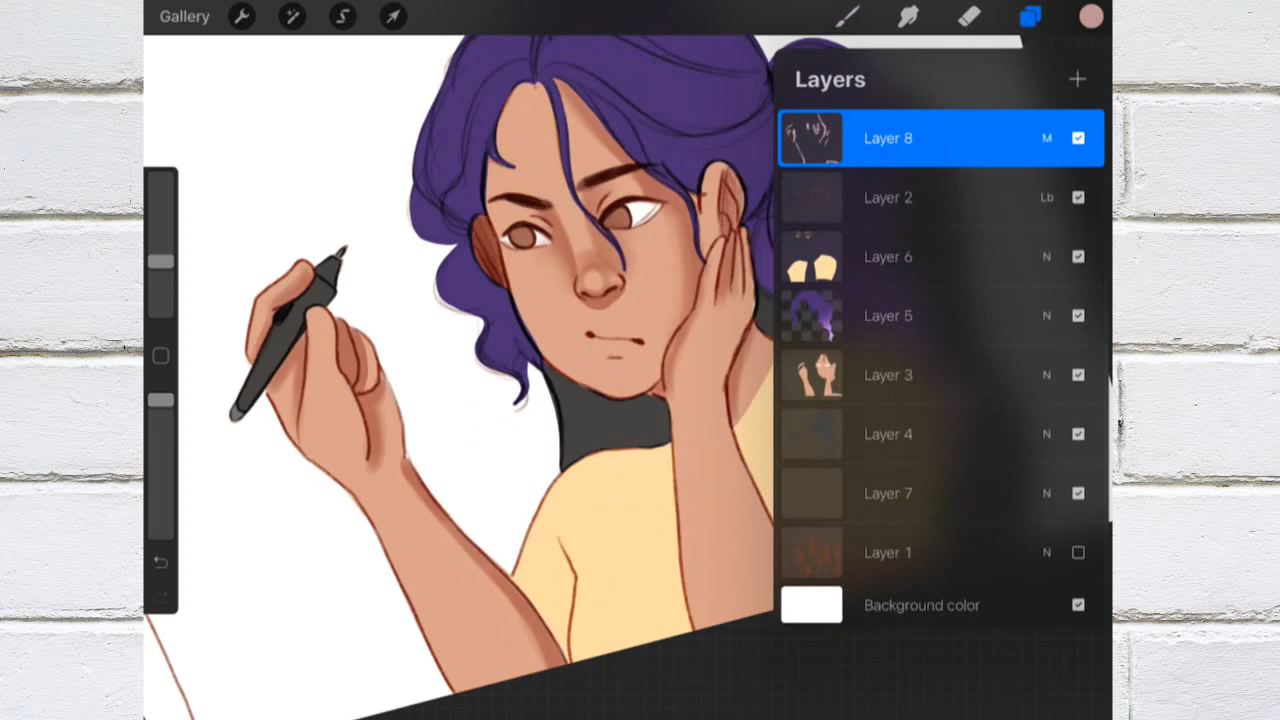 Gallery
Layers
Layer 8 M
Layer 2 Lb
Layer 6 N
Layer 5 N
Layer 3 N
Layer 4 N
Layer 7 N
Layer 1 N
Background color